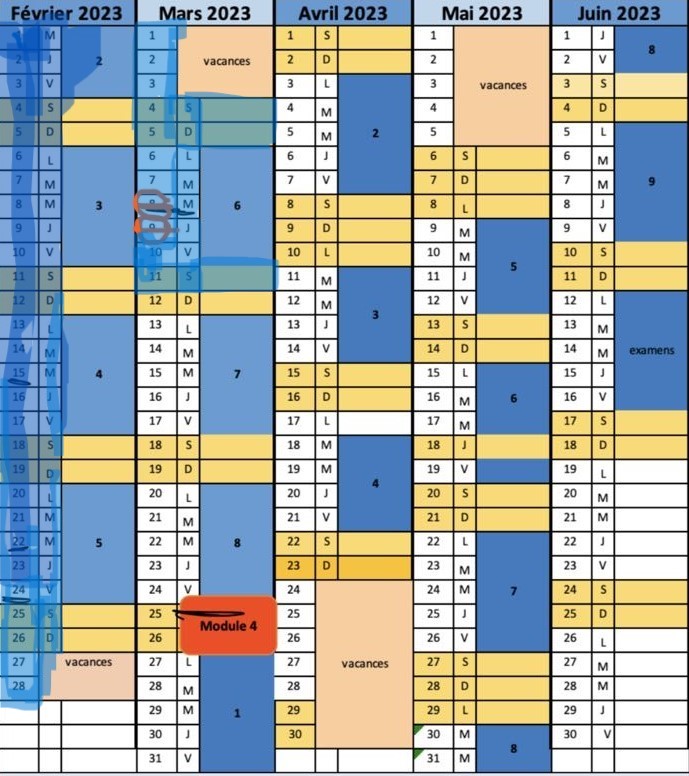 Février 2023
M
2 J 2
3 V
4 S
5 D
6 L
7 M
8 M 3
9 J
10 V
11 S
12 D
13 L
14 M
15 M 4
16 J
17 V
18 S
19 D
20 L
21 M
22 M 5
23 J
24 V
25 S
26 D
27 vacances
28
Mars 2023
1
2 vacances
3
4 S
5 D
6 L
7 M
8 M 6
9 J
10 V
11 S
12 D
13 L
14 M
15 M 7
16 J
17 V
18 S
19 D
20 L
21 M
22 M 8
23 J
24 V
25
26 Module 4
27 L
28 M
29 M 1
30 J
31 V
Avril 2023
1 S
2 D
3 L
4 M
5 M 2
6 J
7 V
8 S
9 D
10 L
11 M
12 M
13 J 3
14 V
15 S
16 D
17 L
18 M
19 M
20 J 4
21 V
22 S
23 D
24
25
26
27 vacances
28
29
30
Mai 2023
1
2
3 vacances
4
5
6 S
7 D
8 L
9 M
10 M
11 J 5
12 V
13 S
14 D
15 L
16 M 6
17 M
18 J
19 V
20 S
21 D
22 L
23 M
24 M 7
25 J
26 V
27 S
28 D
29 L
30 M
31 M 8
Juin 2023
1 J 8
2 V
3 S
4 D
5 L
6 M
7 M 9
8 J
9 V
10 S
11 D
12 L
13 M
14 M examens
15 J
16 V
17 S
18 D
19 L
20 M
21 M
22 J
23 V
24 S
25 D
26 L
27 M
28 M
29 J
30 V